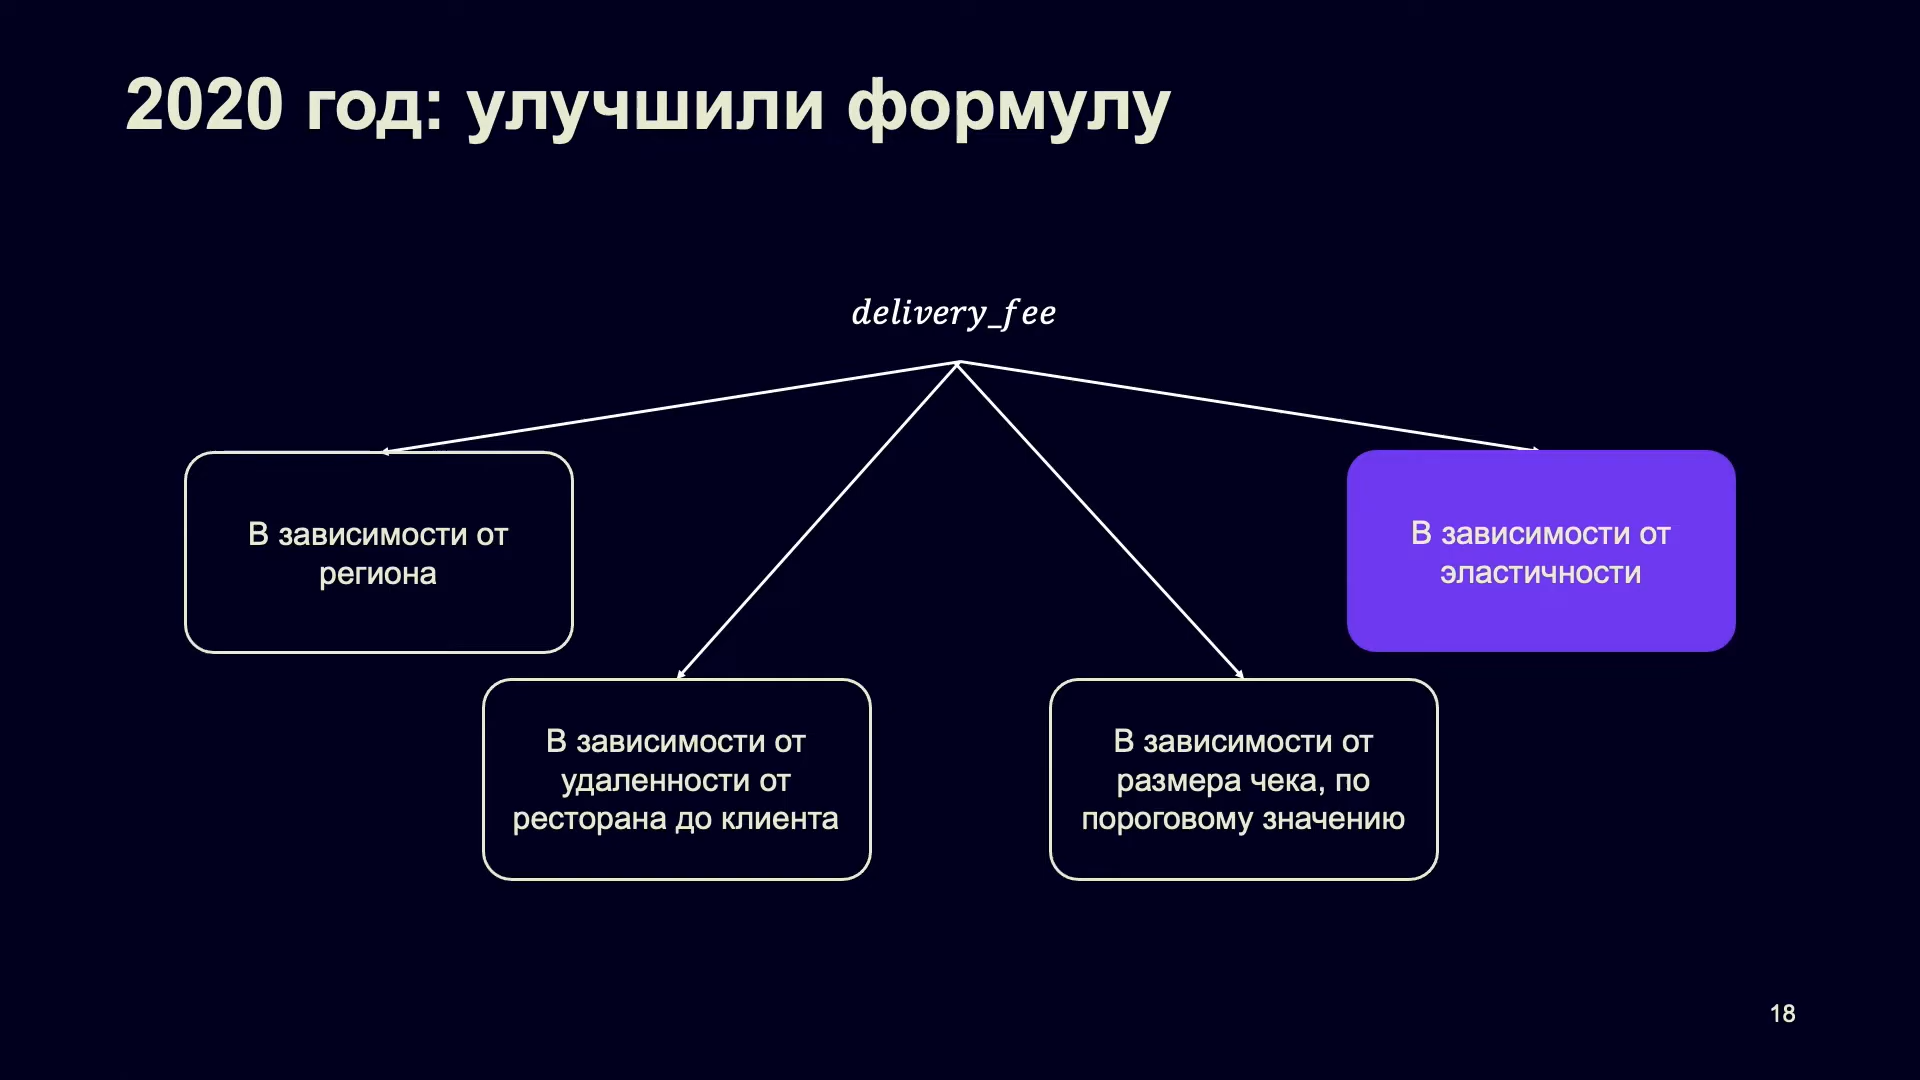 2020 год: улучшили формулу
delivery_fee
В зависимости от
региона
В зависимости от
эластичности
В зависимости от
удаленности от
ресторана до клиента
В зависимости от
размера чека, по
пороговому значению
18